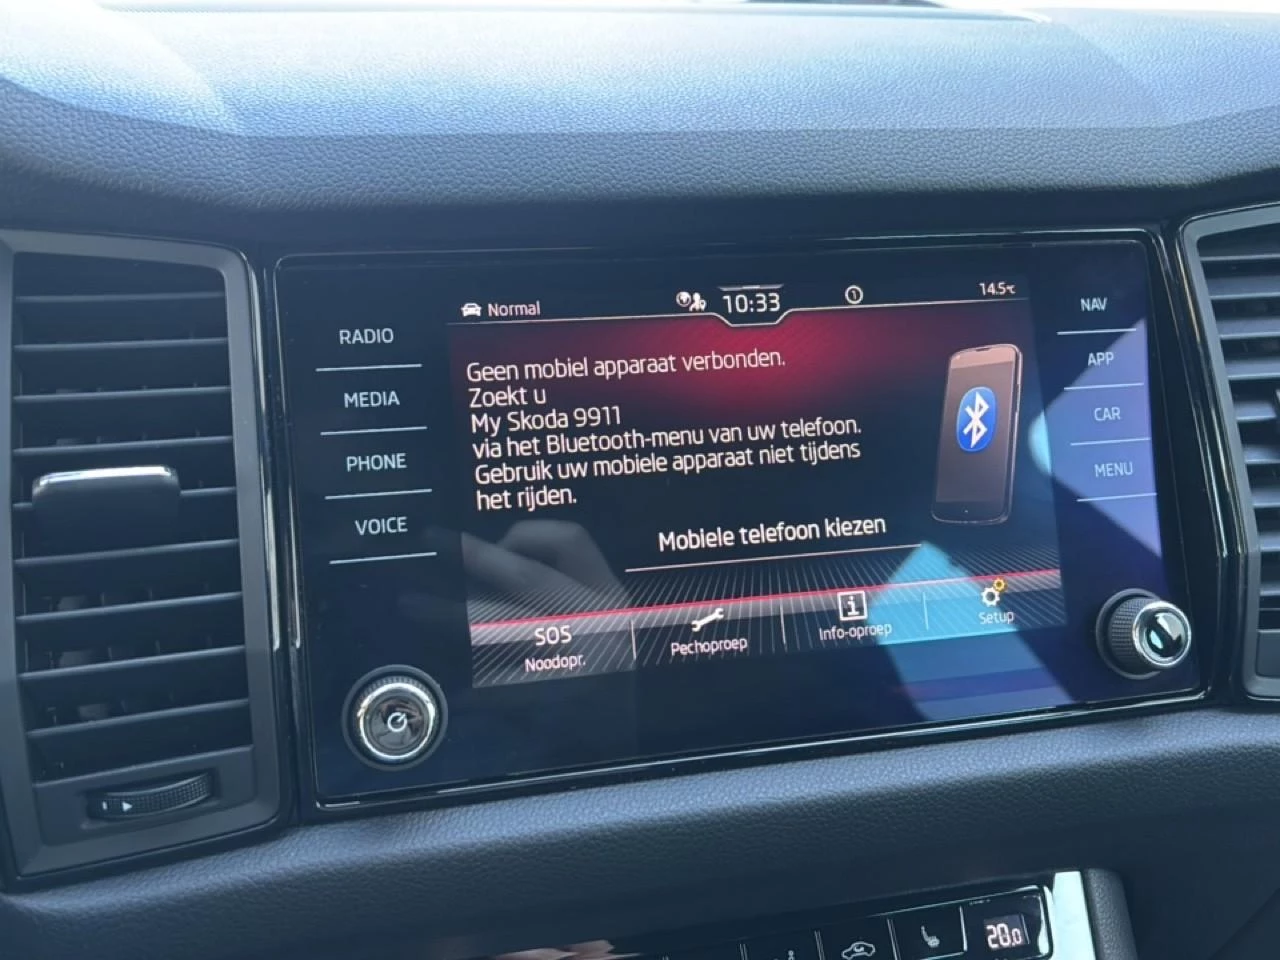 Normal
10:33
1
14.5°C
RADIO
MEDIA
PHONE
VOICE
NAV
APP
CAR
MENU
Geen mobiel apparaat verbonden.
Zoekt u
My Skoda 9911
via het Bluetooth-menu van uw telefoon.
Gebruik uw mobiele apparaat niet tijdens
het rijden.
Mobiele telefoon kiezen
SOS
Noodopr.
Pechoproep
Info-oproep
Setup
20.0